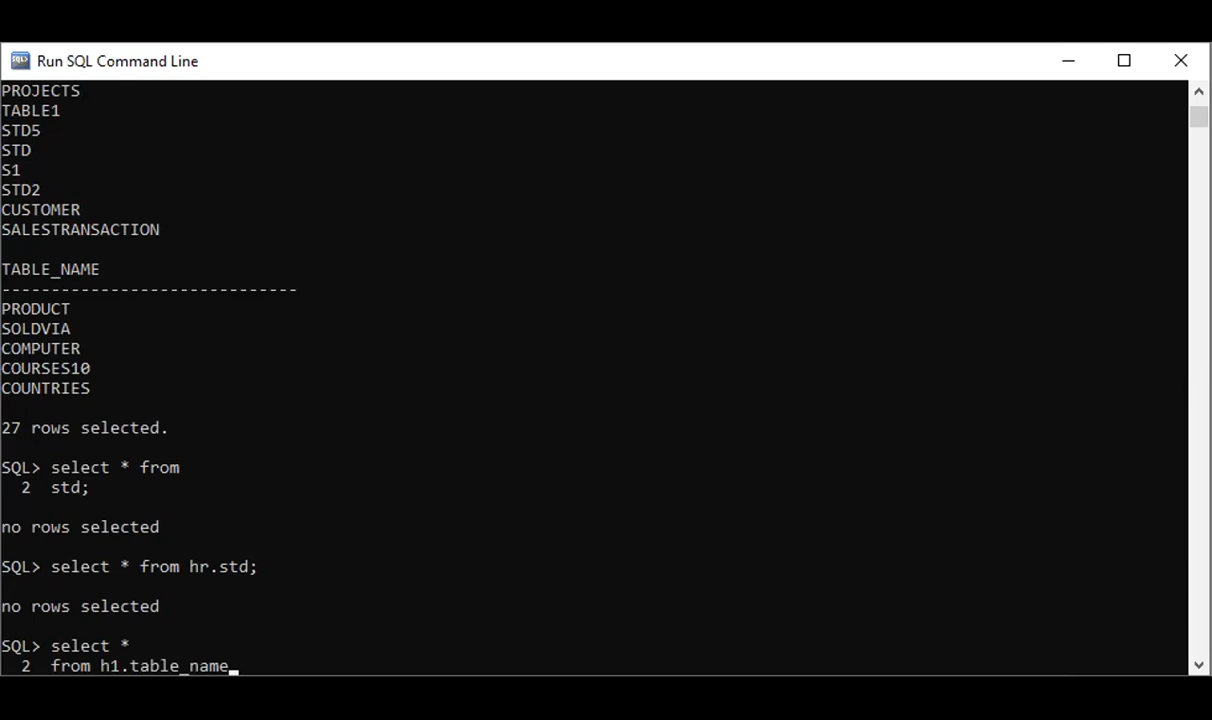 Run SQL Command Line
PROJECTS
TABLE1
STD5
STD
S1
STD2
CUSTOMER
SALESTRANSACTION
TABLE_NAME
------------------------------
PRODUCT
SOLDVIA
COMPUTER
COURSES10
COUNTRIES
27 rows selected.
SQL> select * from
2 std;
no rows selected
SQL> select * from hr.std;
no rows selected
SQL> select *
2 from h1.table_name